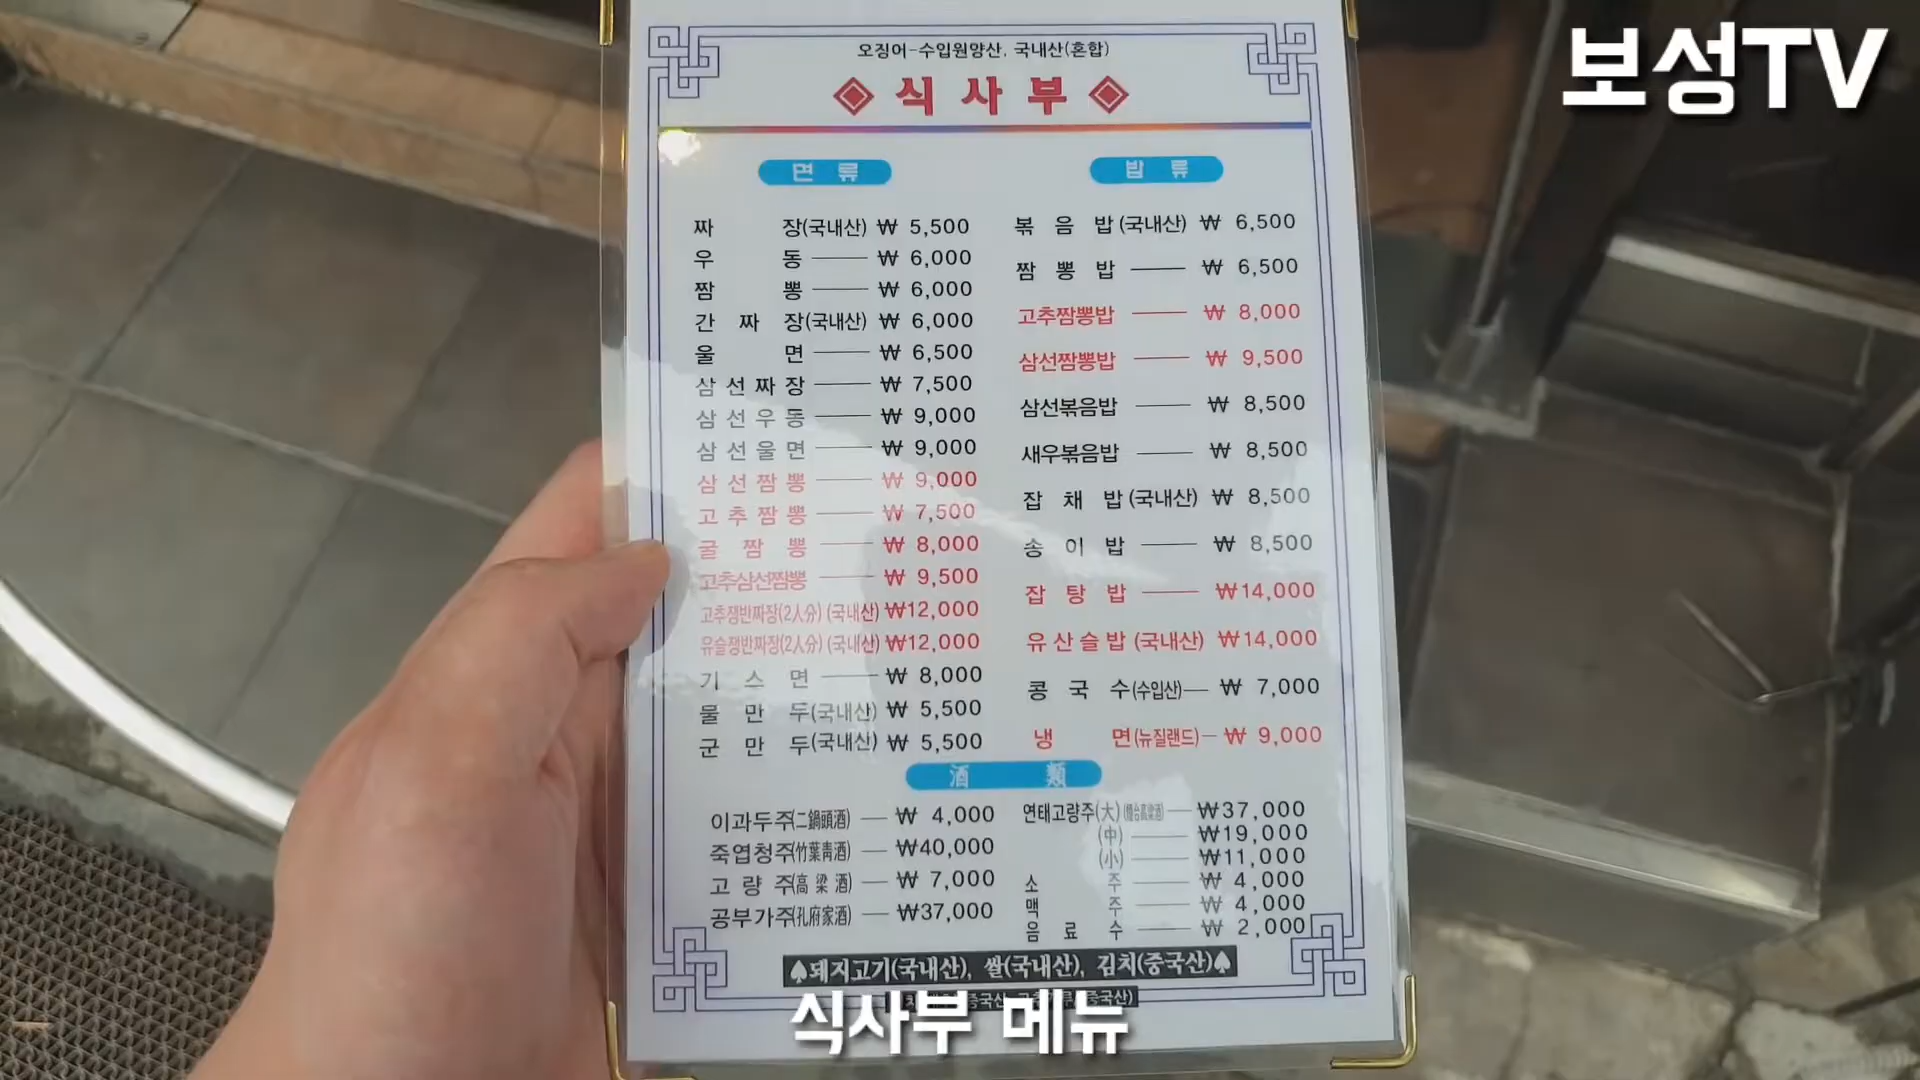 보성TV
오징어-수입원양산, 국내산(혼합)
식사부
면류
짜장(국내산) ₩ 5,500
우동 ₩ 6,000
짬뽕 ₩ 6,000
간짜장(국내산) ₩ 6,000
울면 ₩ 6,500
삼선짜장 ₩ 7,500
삼선우동 ₩ 9,000
삼선울면 ₩ 9,000
삼선짬뽕 ₩ 9,000
고추짬뽕 ₩ 7,500
굴짬뽕 ₩ 8,000
고추삼선짬뽕 ₩ 9,500
고추쟁반짜장(2人分) (국내산) ₩12,000
유슬쟁반짜장(2人分) (국내산) ₩12,000
기스면 ₩ 8,000
물만두(국내산) ₩ 5,500
군만두(국내산) ₩ 5,500
밥류
볶음밥(국내산) ₩ 6,500
짬뽕밥 ₩ 6,500
고추짬뽕밥 ₩ 8,000
삼선짬뽕밥 ₩ 9,500
삼선볶음밥 ₩ 8,500
새우볶음밥 ₩ 8,500
잡채밥(국내산) ₩ 8,500
송이밥 ₩ 8,500
잡탕밥 ₩14,000
유산슬밥(국내산) ₩14,000
콩국수(수입산) ₩ 7,000
냉면(뉴질랜드) ₩ 9,000
酒類
이과두주(二鍋頭酒) ₩ 4,000
죽엽청주(竹葉靑酒) ₩40,000
고량주(高梁酒) ₩ 7,000
공부가주(孔府家酒) ₩37,000
연태고량주(大) ₩37,000
(中) ₩19,000
(小) ₩11,000
소주 ₩ 4,000
맥주 ₩ 4,000
음료수 ₩ 2,000
♠돼지고기(국내산), 쌀(국내산), 김치(중국산)♠
식사부 메뉴